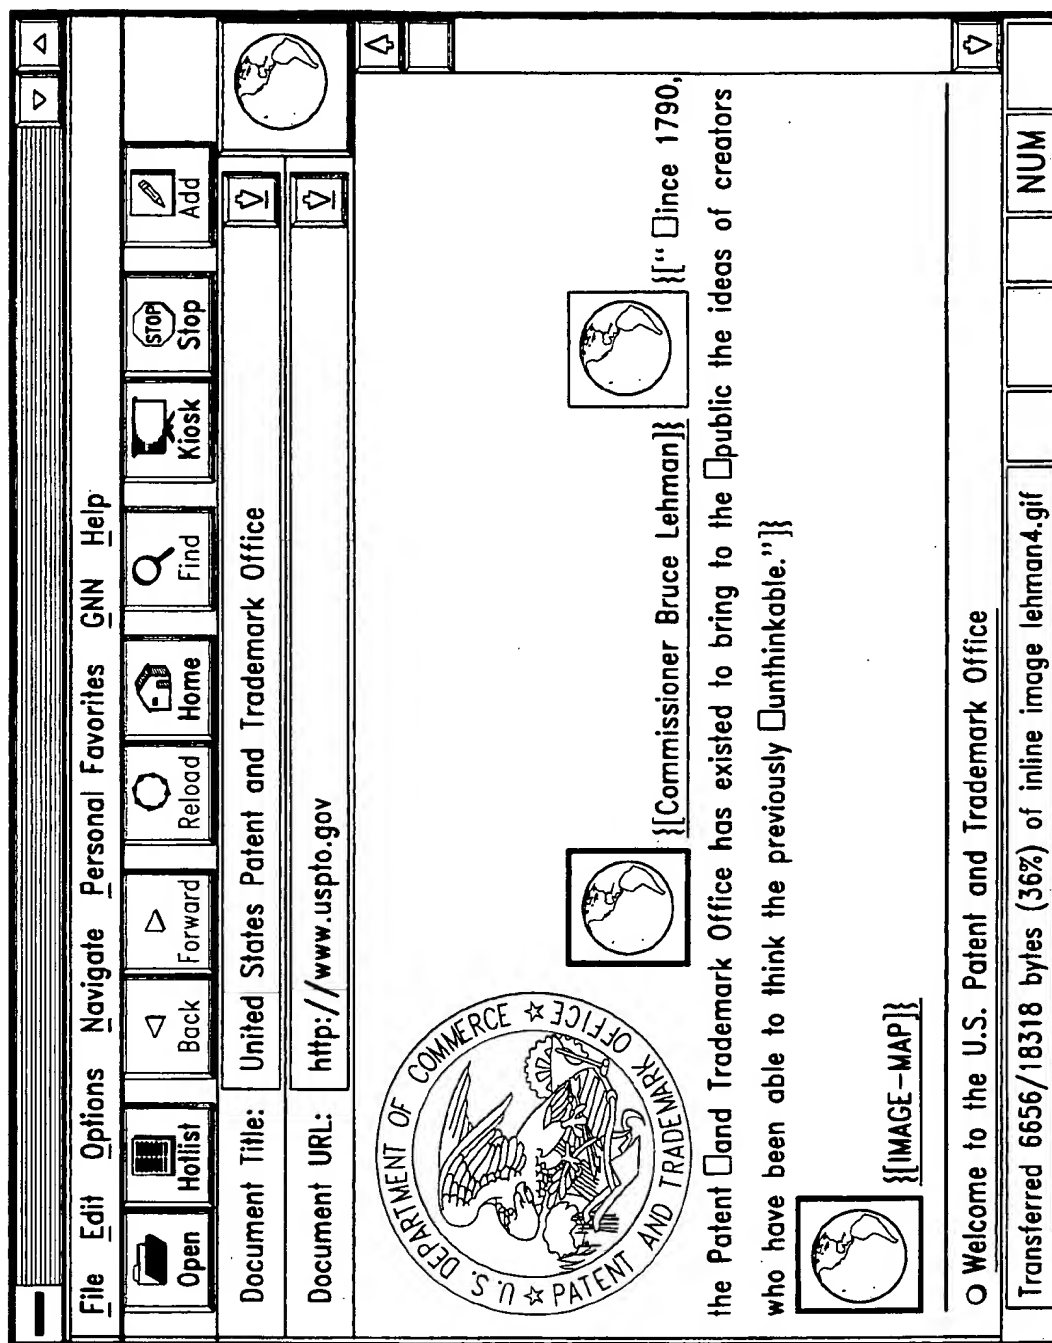 File Edit Options Navigate Personal Favorites GNN Help
Open Hotlist Back Forward Reload Home Find Kiosk STOP Stop Add
Document Title: United States Patent and Trademark Office
Document URL: http://www.uspto.gov
U.S. DEPARTMENT OF COMMERCE ☆ PATENT AND TRADEMARK OFFICE ☆
}[Commissioner Bruce Lehman]} }[“ □ince 1790,
the Patent □and Trademark Office has existed to bring to the □public the ideas of creators
who have been able to think the previously □unthinkable.”]}
}[IMAGE-MAP]}
o Welcome to the U.S. Patent and Trademark Office
Transferred 6656/18318 bytes (36%) of inline image lehman4.gif NUM